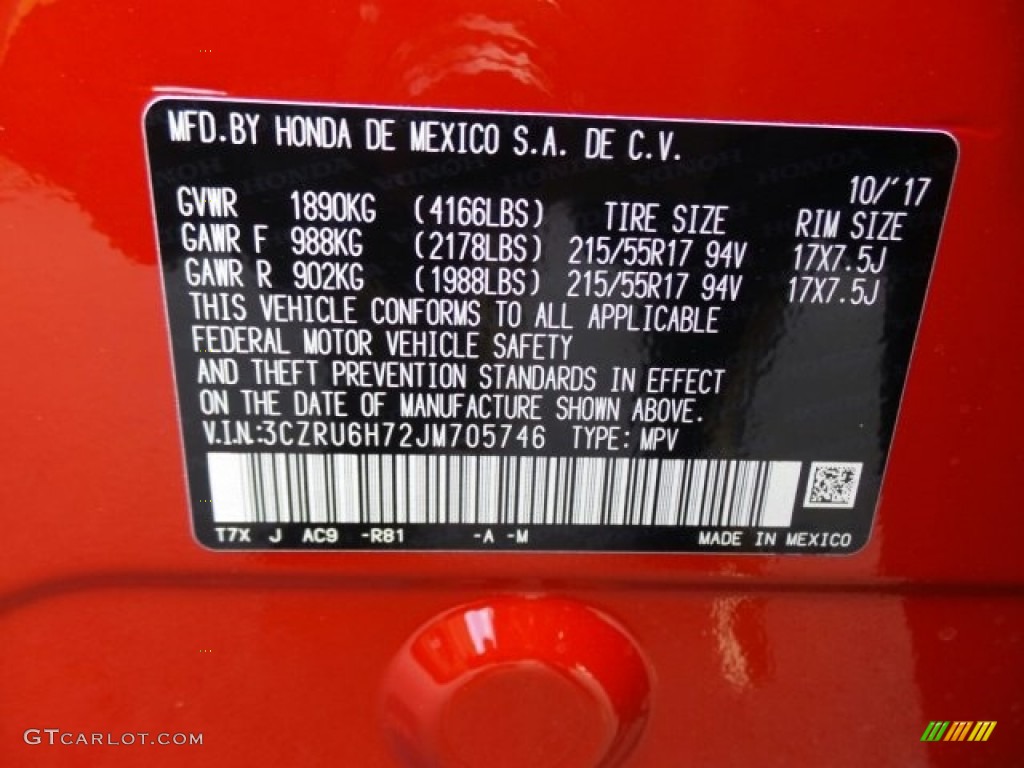 MFD.BY HONDA DE MEXICO S.A. DE C.V.
10/'17
GVWR 1890KG (4166LBS) TIRE SIZE RIM SIZE
GAWR F 988KG (2178LBS) 215/55R17 94V 17X7.5J
GAWR R 902KG (1988LBS) 215/55R17 94V 17X7.5J
THIS VEHICLE CONFORMS TO ALL APPLICABLE
FEDERAL MOTOR VEHICLE SAFETY
AND THEFT PREVENTION STANDARDS IN EFFECT
ON THE DATE OF MANUFACTURE SHOWN ABOVE.
V.I.N.:3CZRU6H72JM705746 TYPE: MPV
T7X J AC9 -R81 -A -M MADE IN MEXICO
GTCARLOT.COM